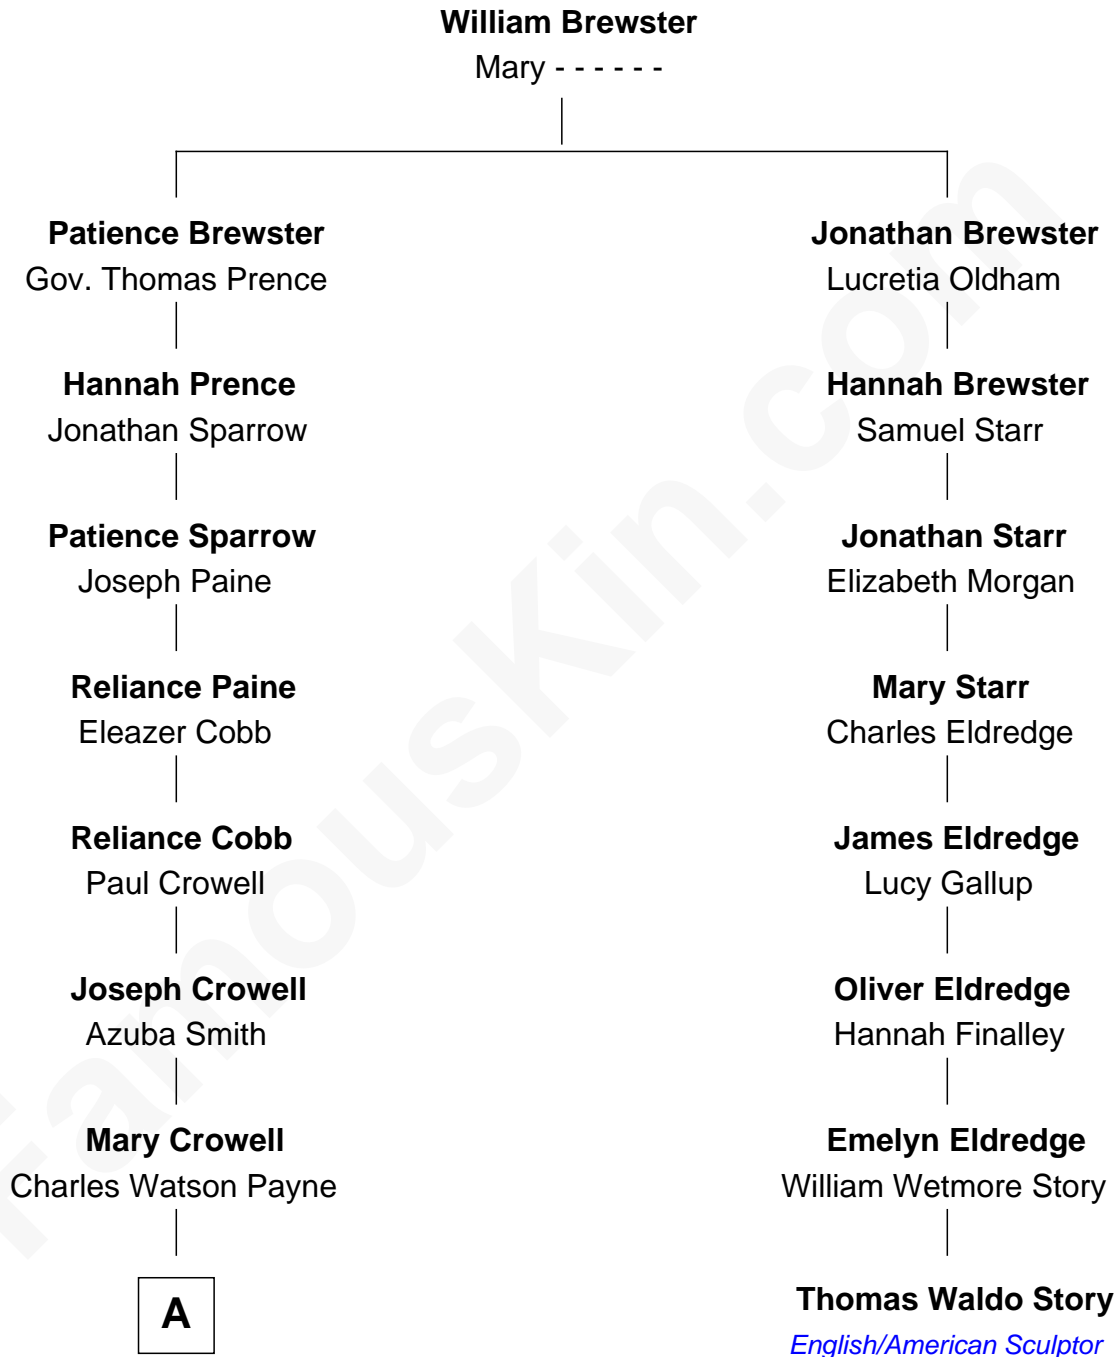 William Brewster
Mary - - - - - -
Patience Brewster
Gov. Thomas Prence
Hannah Prence
Jonathan Sparrow
Patience Sparrow
Joseph Paine
Reliance Paine
Eleazer Cobb
Reliance Cobb
Paul Crowell
Joseph Crowell
Azuba Smith
Mary Crowell
Charles Watson Payne
A
Jonathan Brewster
Lucretia Oldham
Hannah Brewster
Samuel Starr
Jonathan Starr
Elizabeth Morgan
Mary Starr
Charles Eldredge
James Eldredge
Lucy Gallup
Oliver Eldredge
Hannah Finalley
Emelyn Eldredge
William Wetmore Story
Thomas Waldo Story
English/American Sculptor
FamousKin.com